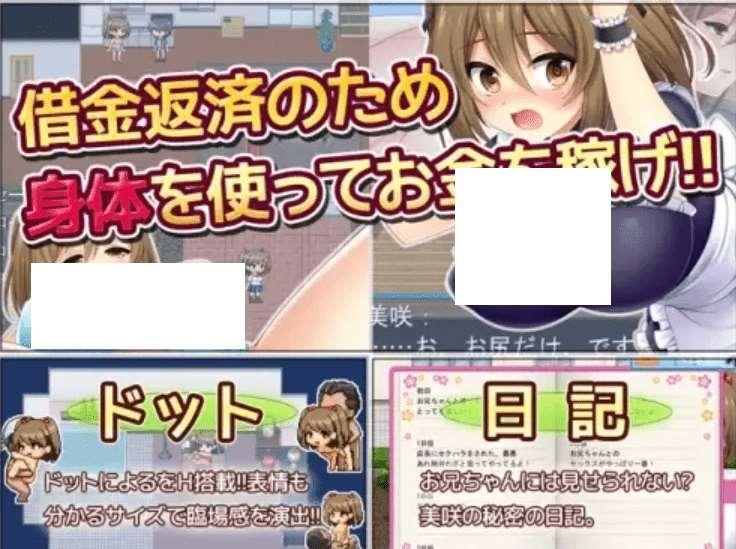 借金返済のため
身体を使ってお金を稼げ!!
美咲：
……お、お尻だけ、です
ドット
ドットによるH搭載!!表情も
分かるサイズで臨場感を演出!!
日記
お兄ちゃんには見せられない?
美咲の秘密の日記。